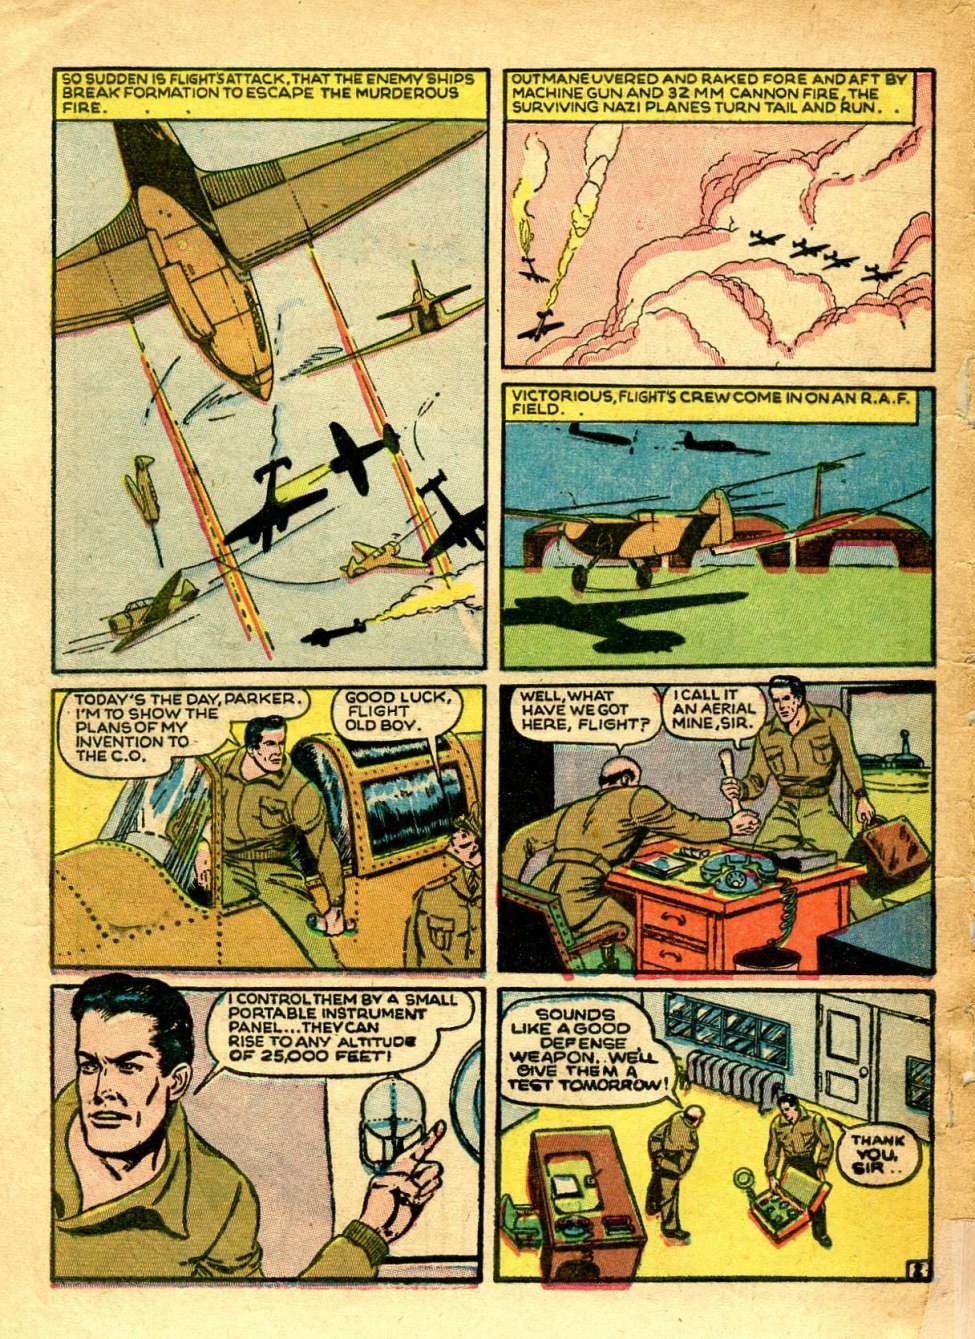 SO SUDDEN IS FLIGHT'S ATTACK, THAT THE ENEMY SHIPS
BREAK FORMATION TO ESCAPE THE MURDEROUS
FIRE. . .
OUTMANEUVERED AND RAKED FORE AND AFT BY
MACHINE GUN AND 32 MM CANNON FIRE, THE
SURVIVING NAZI PLANES TURN TAIL AND RUN. . .
VICTORIOUS, FLIGHT'S CREW COME IN ON AN R.A.F.
FIELD. . .
TODAY'S THE DAY, PARKER.
I'M TO SHOW THE
PLANS OF MY
INVENTION TO
THE C.O.
GOOD LUCK,
FLIGHT
OLD BOY.
WELL, WHAT
HAVE WE GOT
HERE, FLIGHT?
I CALL IT
AN AERIAL
MINE, SIR.
I CONTROL THEM BY A SMALL
PORTABLE INSTRUMENT
PANEL...THEY CAN
RISE TO ANY ALTITUDE
OF 25,000 FEET!
SOUNDS
LIKE A GOOD
DEFENSE
WEAPON..WE'LL
GIVE THEM A
TEST TOMORROW!
THANK
YOU,
SIR..
2